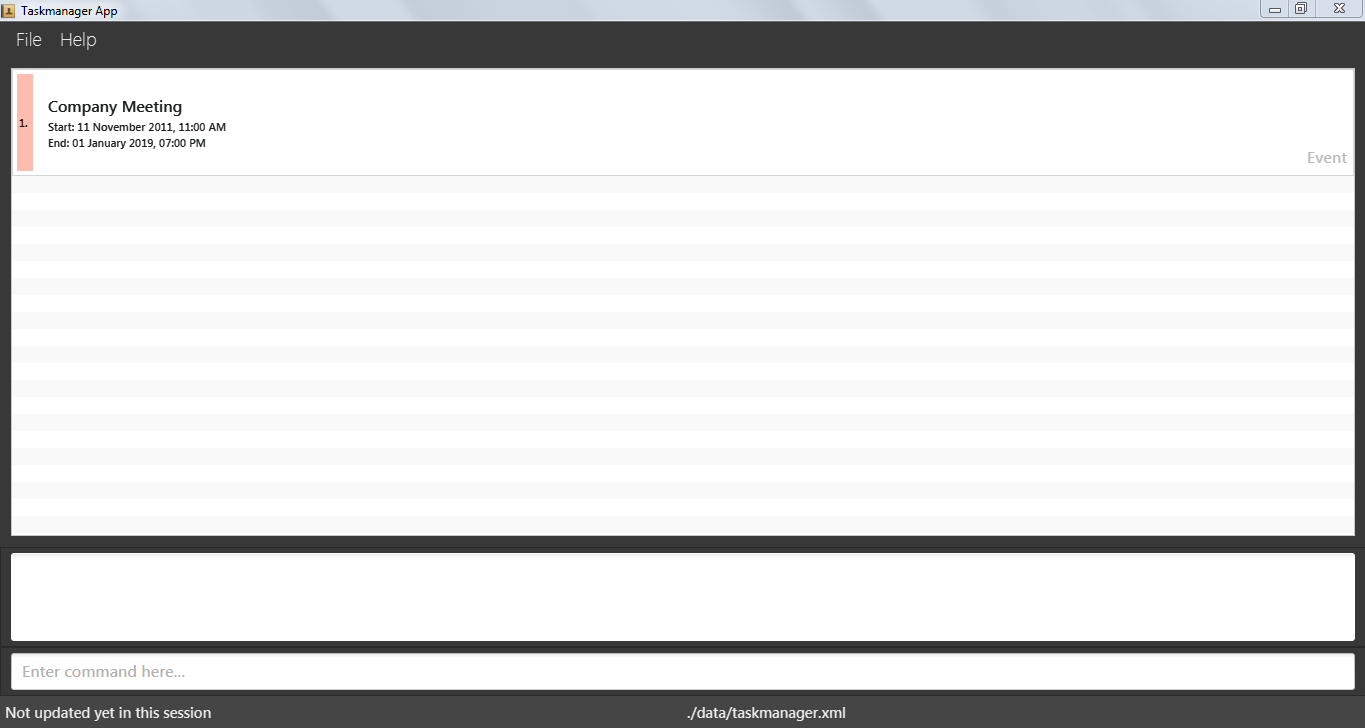 Taskmanager App
File Help
1.
Company Meeting
Start: 11 November 2011, 11:00 AM
End: 01 January 2019, 07:00 PM
Event
Enter command here...
Not updated yet in this session
./data/taskmanager.xml